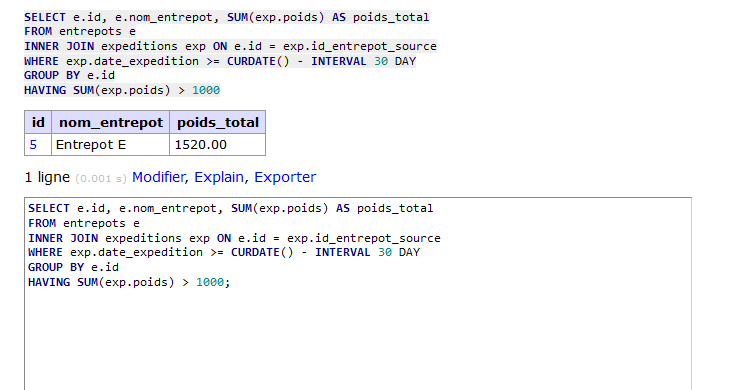 SELECT e.id, e.nom_entrepot, SUM(exp.poids) AS poids_total
FROM entrepots e
INNER JOIN expeditions exp ON e.id = exp.id_entrepot_source
WHERE exp.date_expedition >= CURDATE() - INTERVAL 30 DAY
GROUP BY e.id
HAVING SUM(exp.poids) > 1000
id nom_entrepot poids_total
5 Entrepot E 1520.00
1 ligne (0.001 s) Modifier, Explain, Exporter
SELECT e.id, e.nom_entrepot, SUM(exp.poids) AS poids_total
FROM entrepots e
INNER JOIN expeditions exp ON e.id = exp.id_entrepot_source
WHERE exp.date_expedition >= CURDATE() - INTERVAL 30 DAY
GROUP BY e.id
HAVING SUM(exp.poids) > 1000;